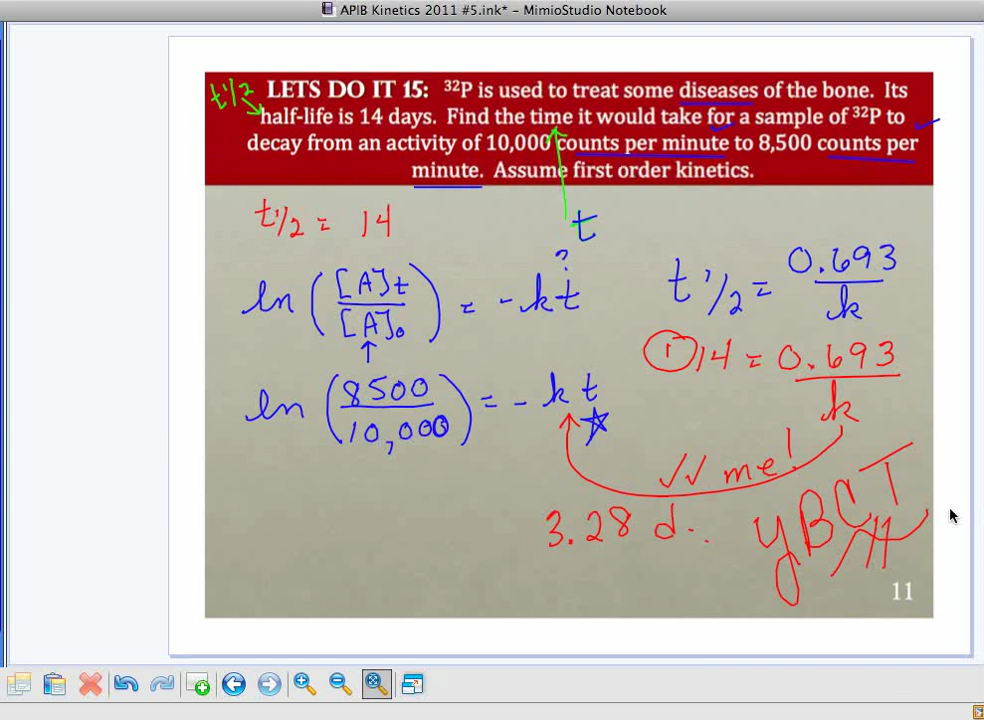 APIB Kinetics 2011 #5.ink* – MimioStudio Notebook
t1/2
LETS DO IT 15: ³²P is used to treat some diseases of the bone. Its
half-life is 14 days. Find the time it would take for a sample of ³²P to
decay from an activity of 10,000 counts per minute to 8,500 counts per
minute. Assume first order kinetics.
t1/2 = 14
t
?
ln ([A]t / [A]o) = -kt
t 1/2 = 0.693 / k
① 14 = 0.693 / k
ln (8500 / 10,000) = - k t
✓✓ me!
3.28 d.
yBCT
11